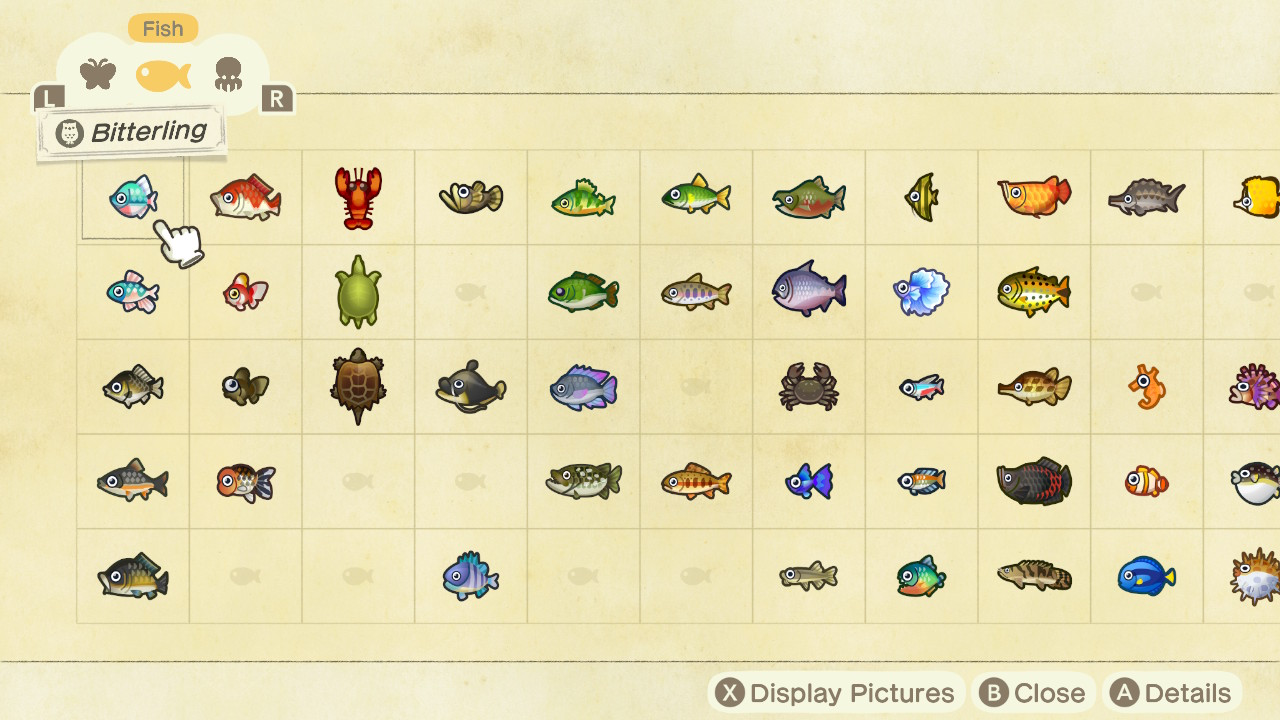 Fish
L
R
Bitterling
X Display Pictures
B Close
A Details